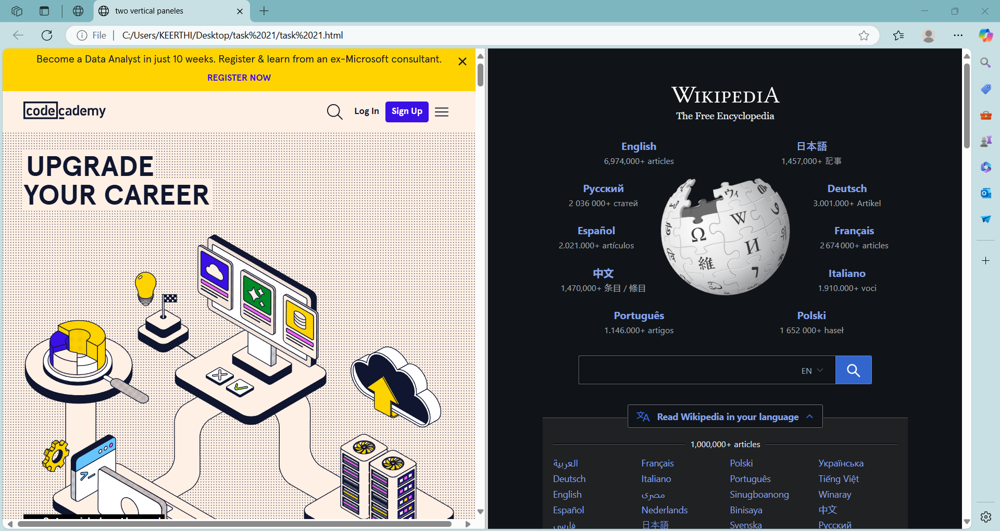 two vertical paneles
File
C:/Users/KEERTHI/Desktop/task%2021/task%2021.html
Become a Data Analyst in just 10 weeks. Register & learn from an ex-Microsoft consultant.
REGISTER NOW
codecademy
Log In
Sign Up
UPGRADE
YOUR CAREER
WIKIPEDIA
The Free Encyclopedia
English
6,974,000+ articles
日本語
1,457,000+ 記事
Русский
2 036 000+ статей
Deutsch
3.001.000+ Artikel
Español
2.021.000+ artículos
Français
2 674 000+ articles
中文
1,470,000+ 条目 / 條目
Italiano
1.910.000+ voci
Português
1.146.000+ artigos
Polski
1 652 000+ haseł
EN
Read Wikipedia in your language
1,000,000+ articles
العربية
Français
Polski
Українська
Deutsch
Italiano
Português
Tiếng Việt
English
مصرى
Sinugboanong
Winaray
Español
Nederlands
Binisaya
中文
فارسی
日本語
Svenska
Русский